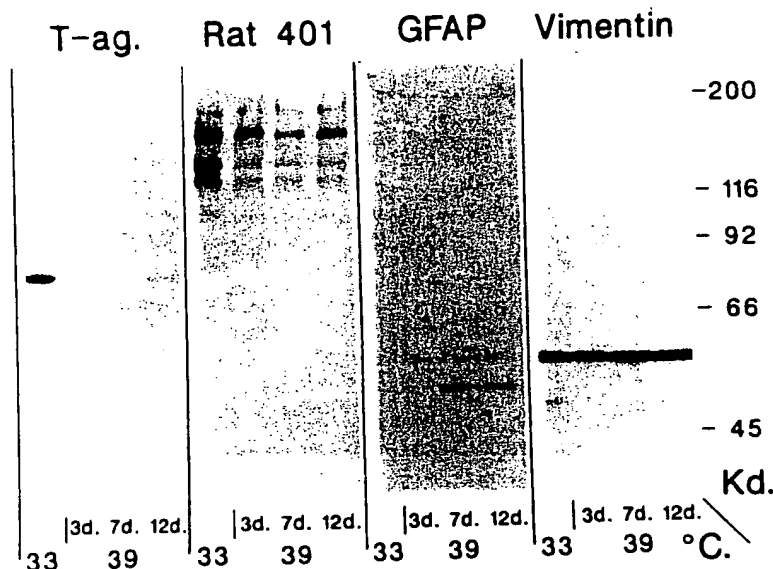 T-ag. Rat 401 GFAP Vimentin
-200
- 116
- 92
- 66
- 45
Kd.
3d. 7d. 12d. 3d. 7d. 12d. 3d. 7d. 12d. 3d. 7d. 12d.
33 39 33 39 33 39 33 39 °C.